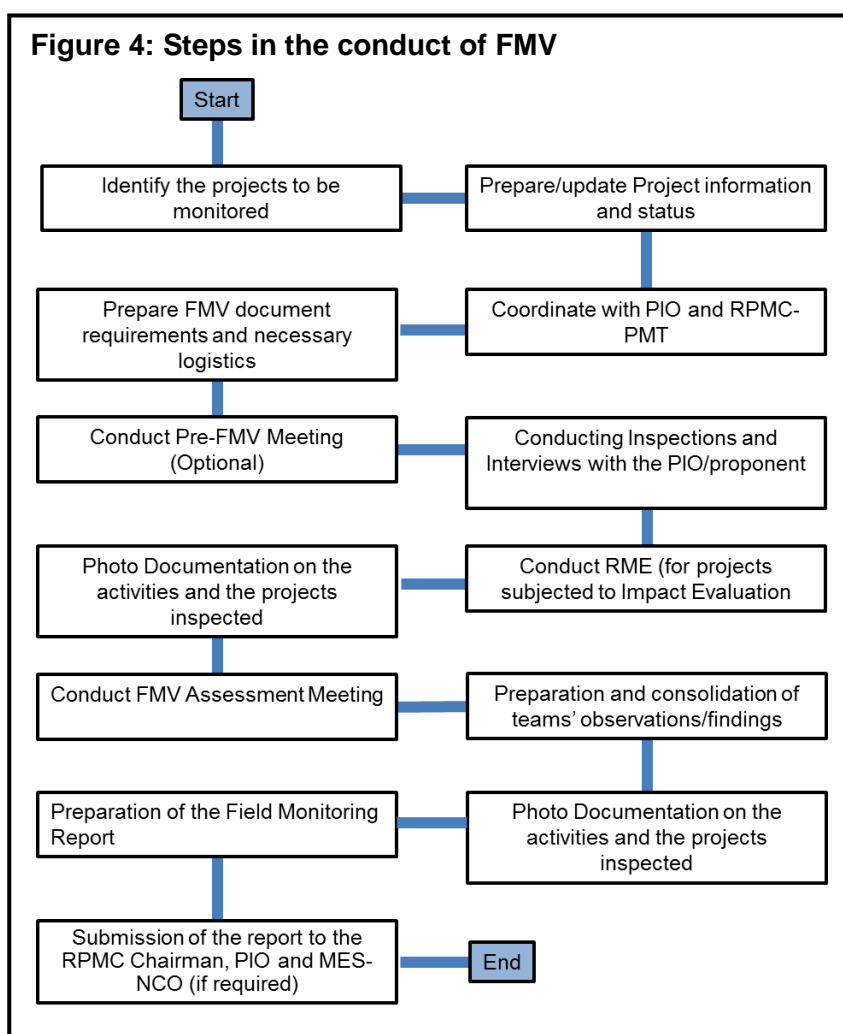 Figure 4: Steps in the conduct of FMV
Start
Identify the projects to be
monitored
Prepare/update Project information
and status
Coordinate with PIO and RPMC-
PMT
Prepare FMV document
requirements and necessary
logistics
Conduct Pre-FMV Meeting
(Optional)
Conducting Inspections and
Interviews with the PIO/proponent
Conduct RME (for projects
subjected to Impact Evaluation
Photo Documentation on the
activities and the projects
inspected
Conduct FMV Assessment Meeting
Preparation and consolidation of
teams’ observations/findings
Photo Documentation on the
activities and the projects
inspected
Preparation of the Field Monitoring
Report
Submission of the report to the
RPMC Chairman, PIO and MES-
NCO (if required)
End